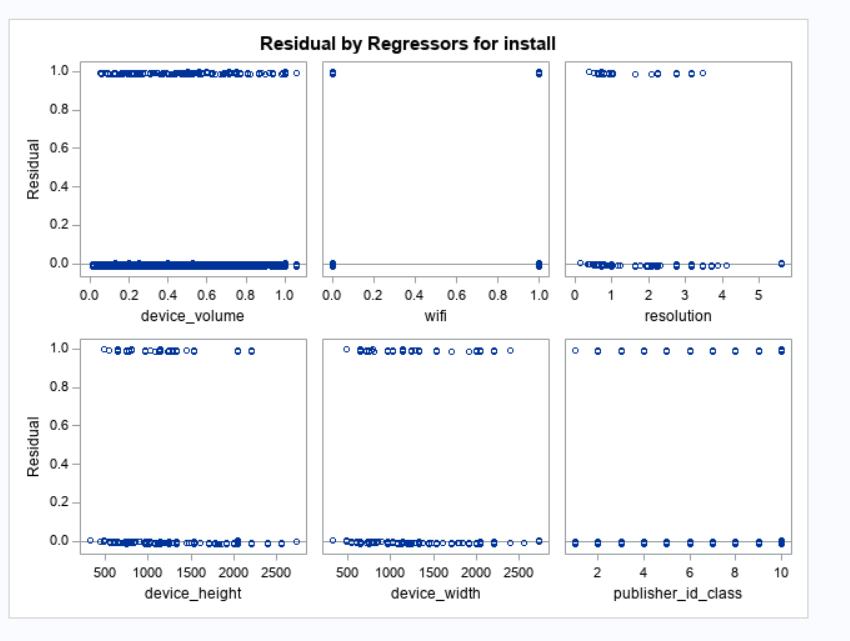 Residual by Regressors for install
Residual
1.0
0.8
0.6
0.4
0.2
0.0
0.0 0.2 0.4 0.6 0.8 1.0
device_volume
0.0 0.2 0.4 0.6 0.8 1.0
wifi
0 1 2 3 4 5
resolution
Residual
1.0
0.8
0.6
0.4
0.2
0.0
500 1000 1500 2000 2500
device_height
500 1000 1500 2000 2500
device_width
2 4 6 8 10
publisher_id_class